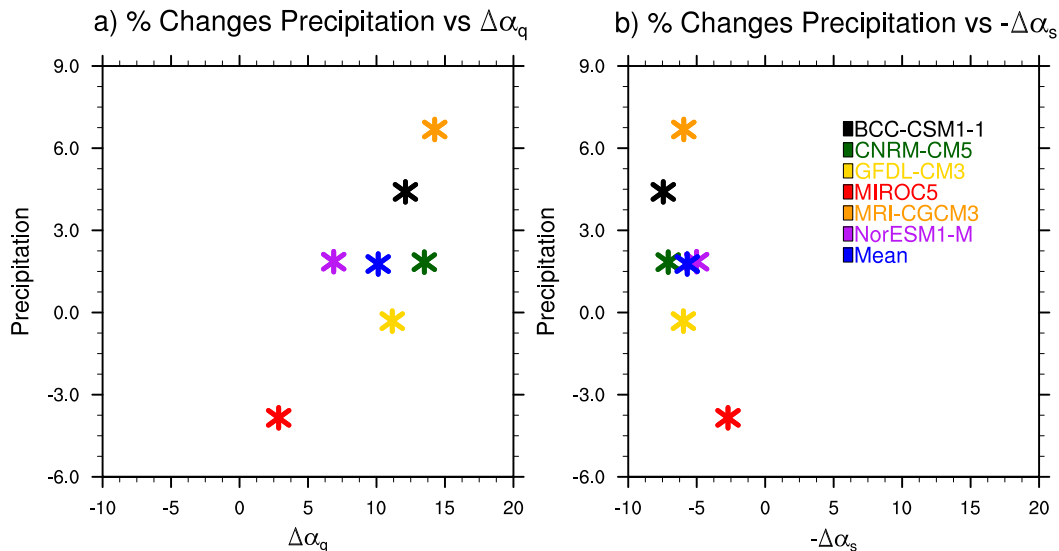 a) % Changes Precipitation vs Δα_q
9.0
6.0
3.0
0.0
-3.0
-6.0
Precipitation
-10 -5 0 5 10 15 20
Δα_q
b) % Changes Precipitation vs -Δα_s
9.0
6.0
3.0
0.0
-3.0
-6.0
Precipitation
BCC-CSM1-1
CNRM-CM5
GFDL-CM3
MIROC5
MRI-CGCM3
NorESM1-M
Mean
-10 -5 0 5 10 15 20
-Δα_s